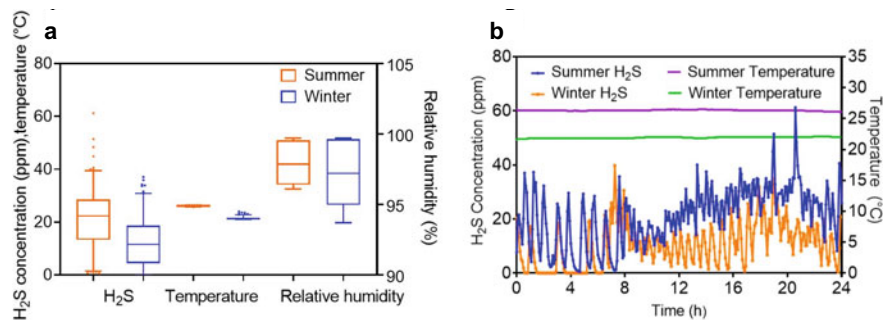 a
H₂S concentration (ppm),temperature (°C)
80
60
40
20
0
Summer
Winter
105
100
95
90
Relative humidity (%)
H₂S Temperature Relative humidity
b
H₂S Concentration (ppm)
80
60
40
20
0
Summer H₂S
Winter H₂S
Summer Temperature
Winter Temperature
35
30
25
20
15
10
5
0
Temperature (°C)
0 4 8 12 16 20 24
Time (h)